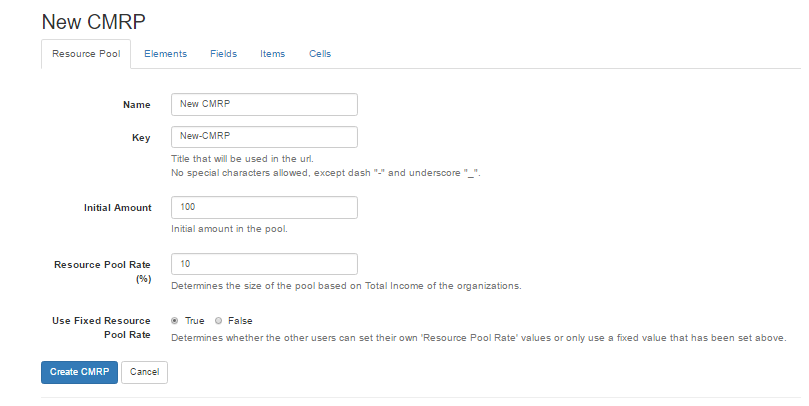 New CMRP
Resource Pool Elements Fields Items Cells
Name New CMRP
Key New-CMRP
Title that will be used in the url.
No special characters allowed, except dash "-" and underscore "_".
Initial Amount 100
Initial amount in the pool.
Resource Pool Rate (%) 10
Determines the size of the pool based on Total Income of the organizations.
Use Fixed Resource Pool Rate True False
Determines whether the other users can set their own 'Resource Pool Rate' values or only use a fixed value that has been set above.
Create CMRP Cancel